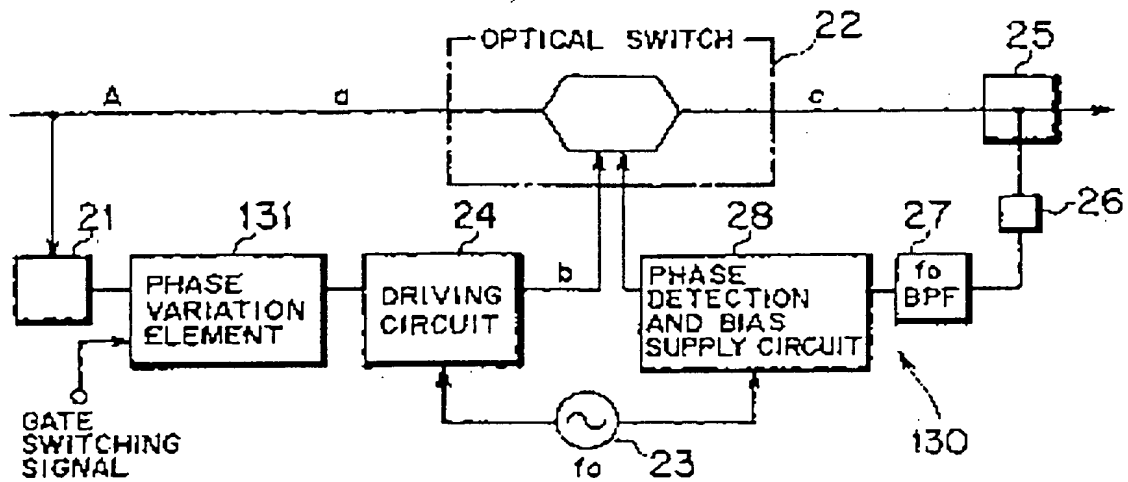 OPTICAL SWITCH
22
25
A
a
c
21
131
24
28
27
26
PHASE
VARIATION
ELEMENT
DRIVING
CIRCUIT
b
PHASE
DETECTION
AND BIAS
SUPPLY CIRCUIT
fo
BPF
GATE
SWITCHING
SIGNAL
fo
23
130